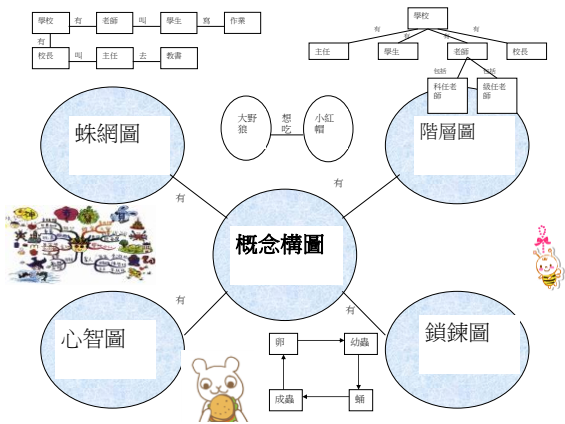 學校 有 老師 叫 學生 寫 作業
有
校長 叫 主任 去 教書
學校
有 有 有 有
主任 學生 老師 校長
包括 包括
科任老
師
級任老
師
大野
狼
想
吃
小紅
帽
蛛網圖
階層圖
有
有
概念構圖
有
有
心智圖
鎖鍊圖
卵 幼蟲
成蟲 蛹